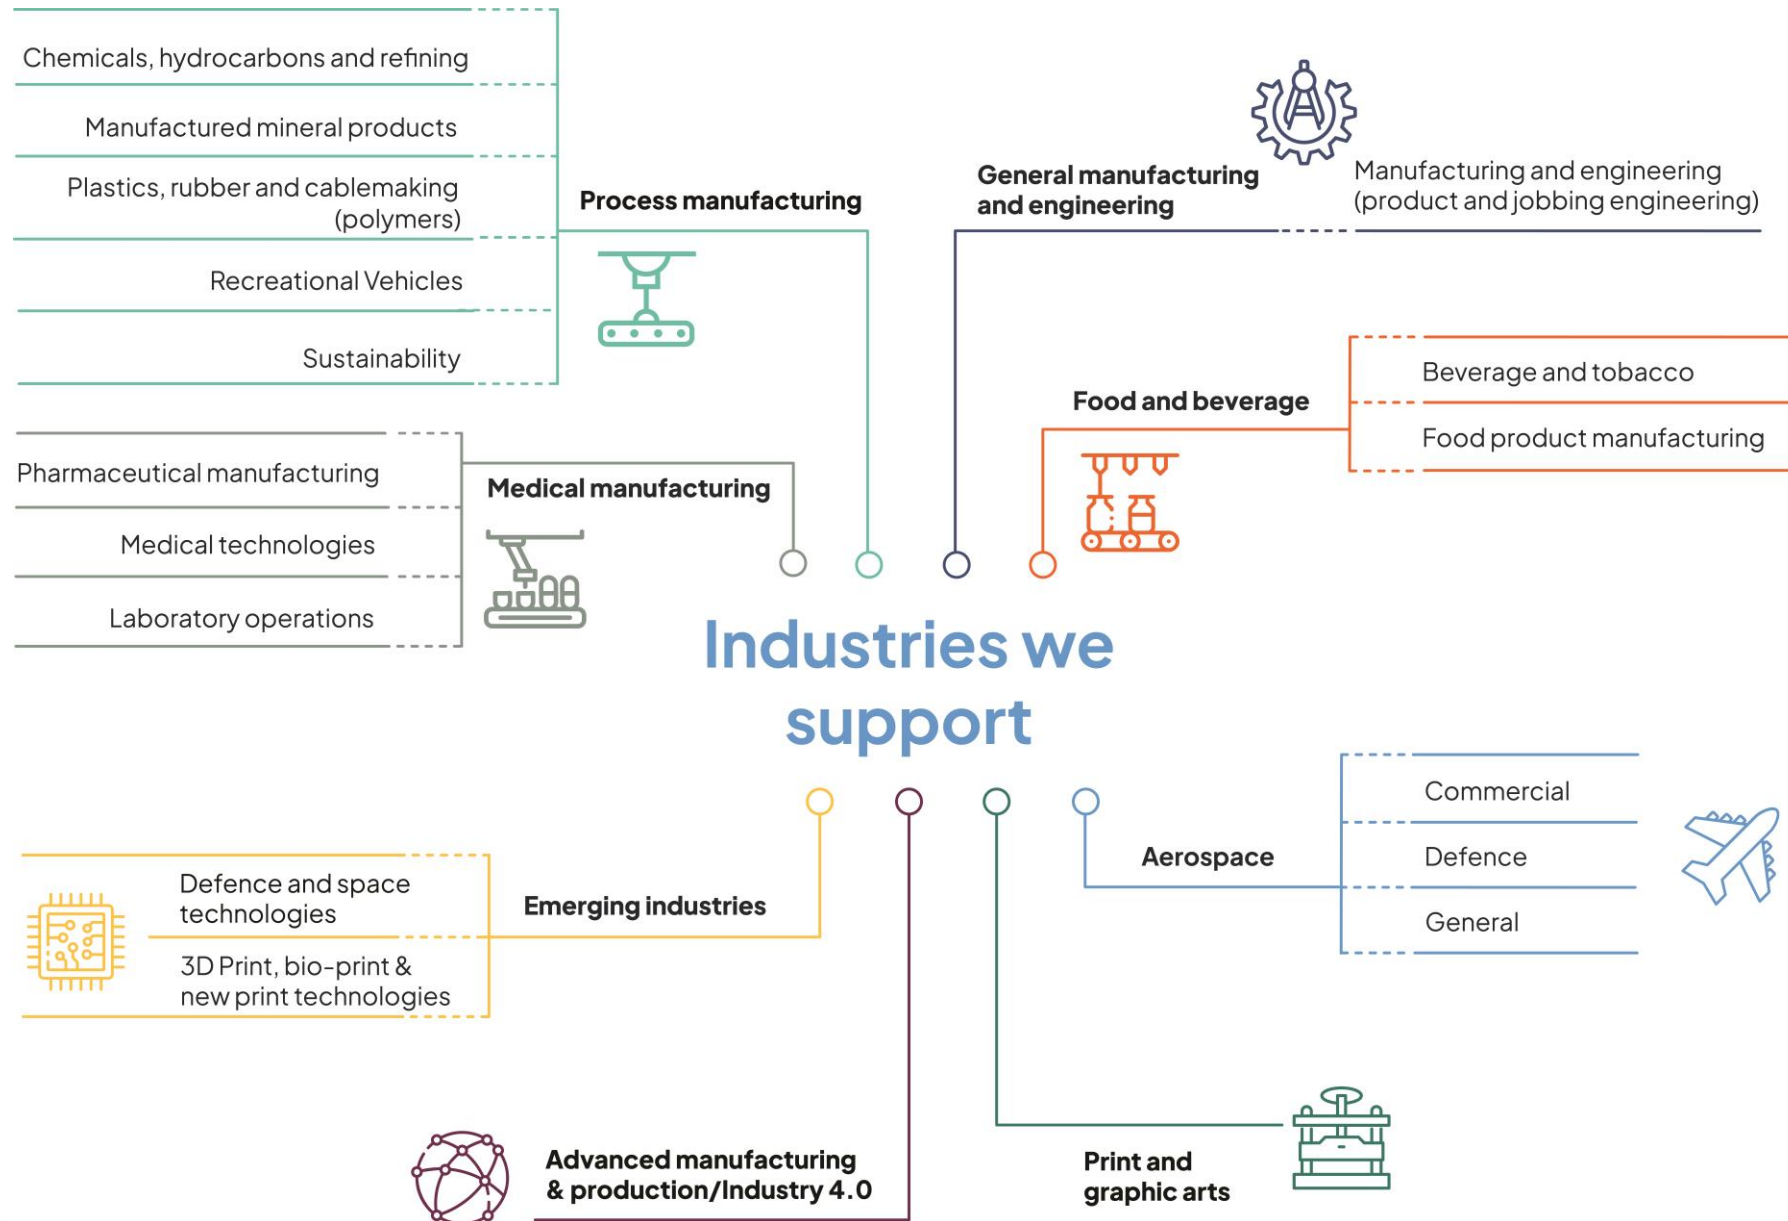 Chemicals, hydrocarbons and refining
Manufactured mineral products
Plastics, rubber and cablemaking
(polymers)
Recreational Vehicles
Sustainability
Process manufacturing
General manufacturing
and engineering
Manufacturing and engineering
(product and jobbing engineering)
Food and beverage
Beverage and tobacco
Food product manufacturing
Pharmaceutical manufacturing
Medical technologies
Laboratory operations
Medical manufacturing
Industries we
support
Defence and space
technologies
3D Print, bio-print &
new print technologies
Emerging industries
Aerospace
Commercial
Defence
General
Advanced manufacturing
& production/Industry 4.0
Print and
graphic arts